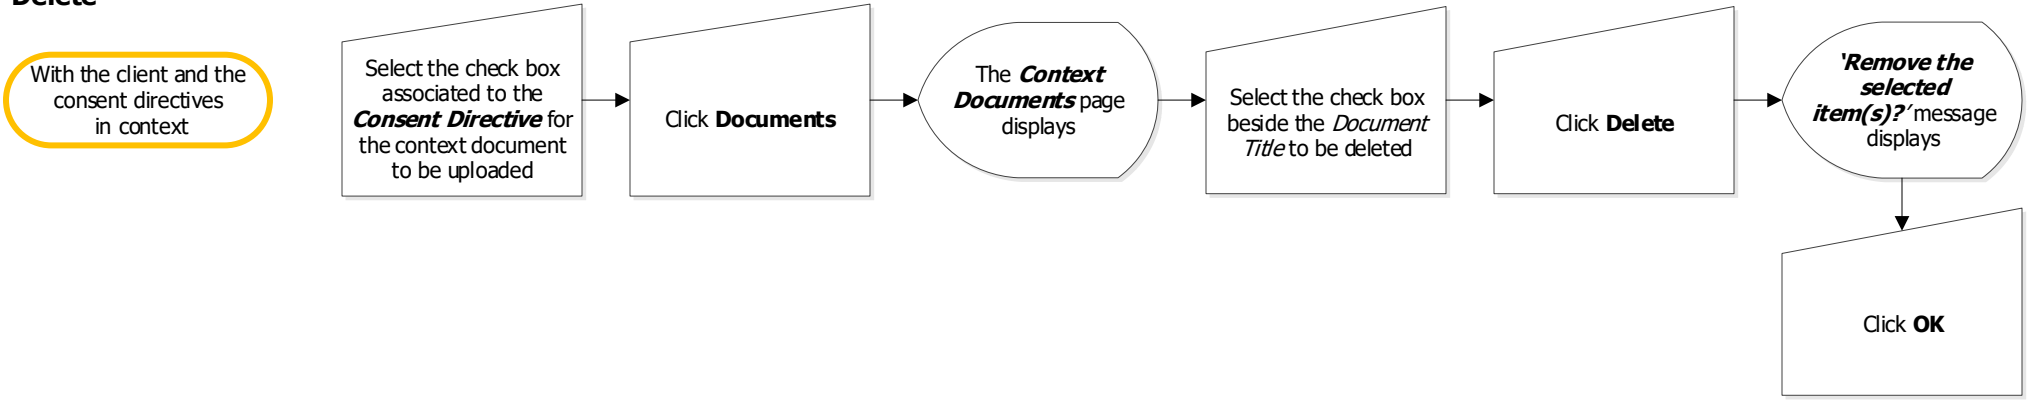 Delete
With the client and the
consent directives
in context
Select the check box
associated to the
Consent Directive for
the context document
to be uploaded
Click Documents
The Context
Documents page
displays
Select the check box
beside the Document
Title to be deleted
Click Delete
‘Remove the
selected
item(s)?’ message
displays
Click OK